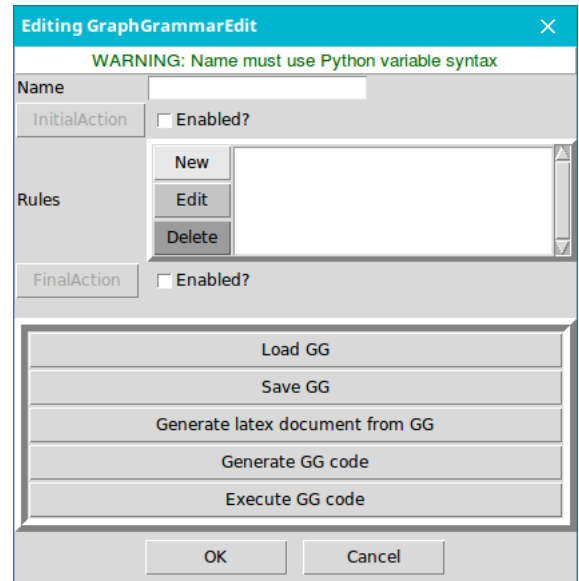 Editing GraphGrammarEdit
WARNING: Name must use Python variable syntax
Name
InitialAction Enabled?
New
Rules Edit
Delete
FinalAction Enabled?
Load GG
Save GG
Generate latex document from GG
Generate GG code
Execute GG code
OK Cancel